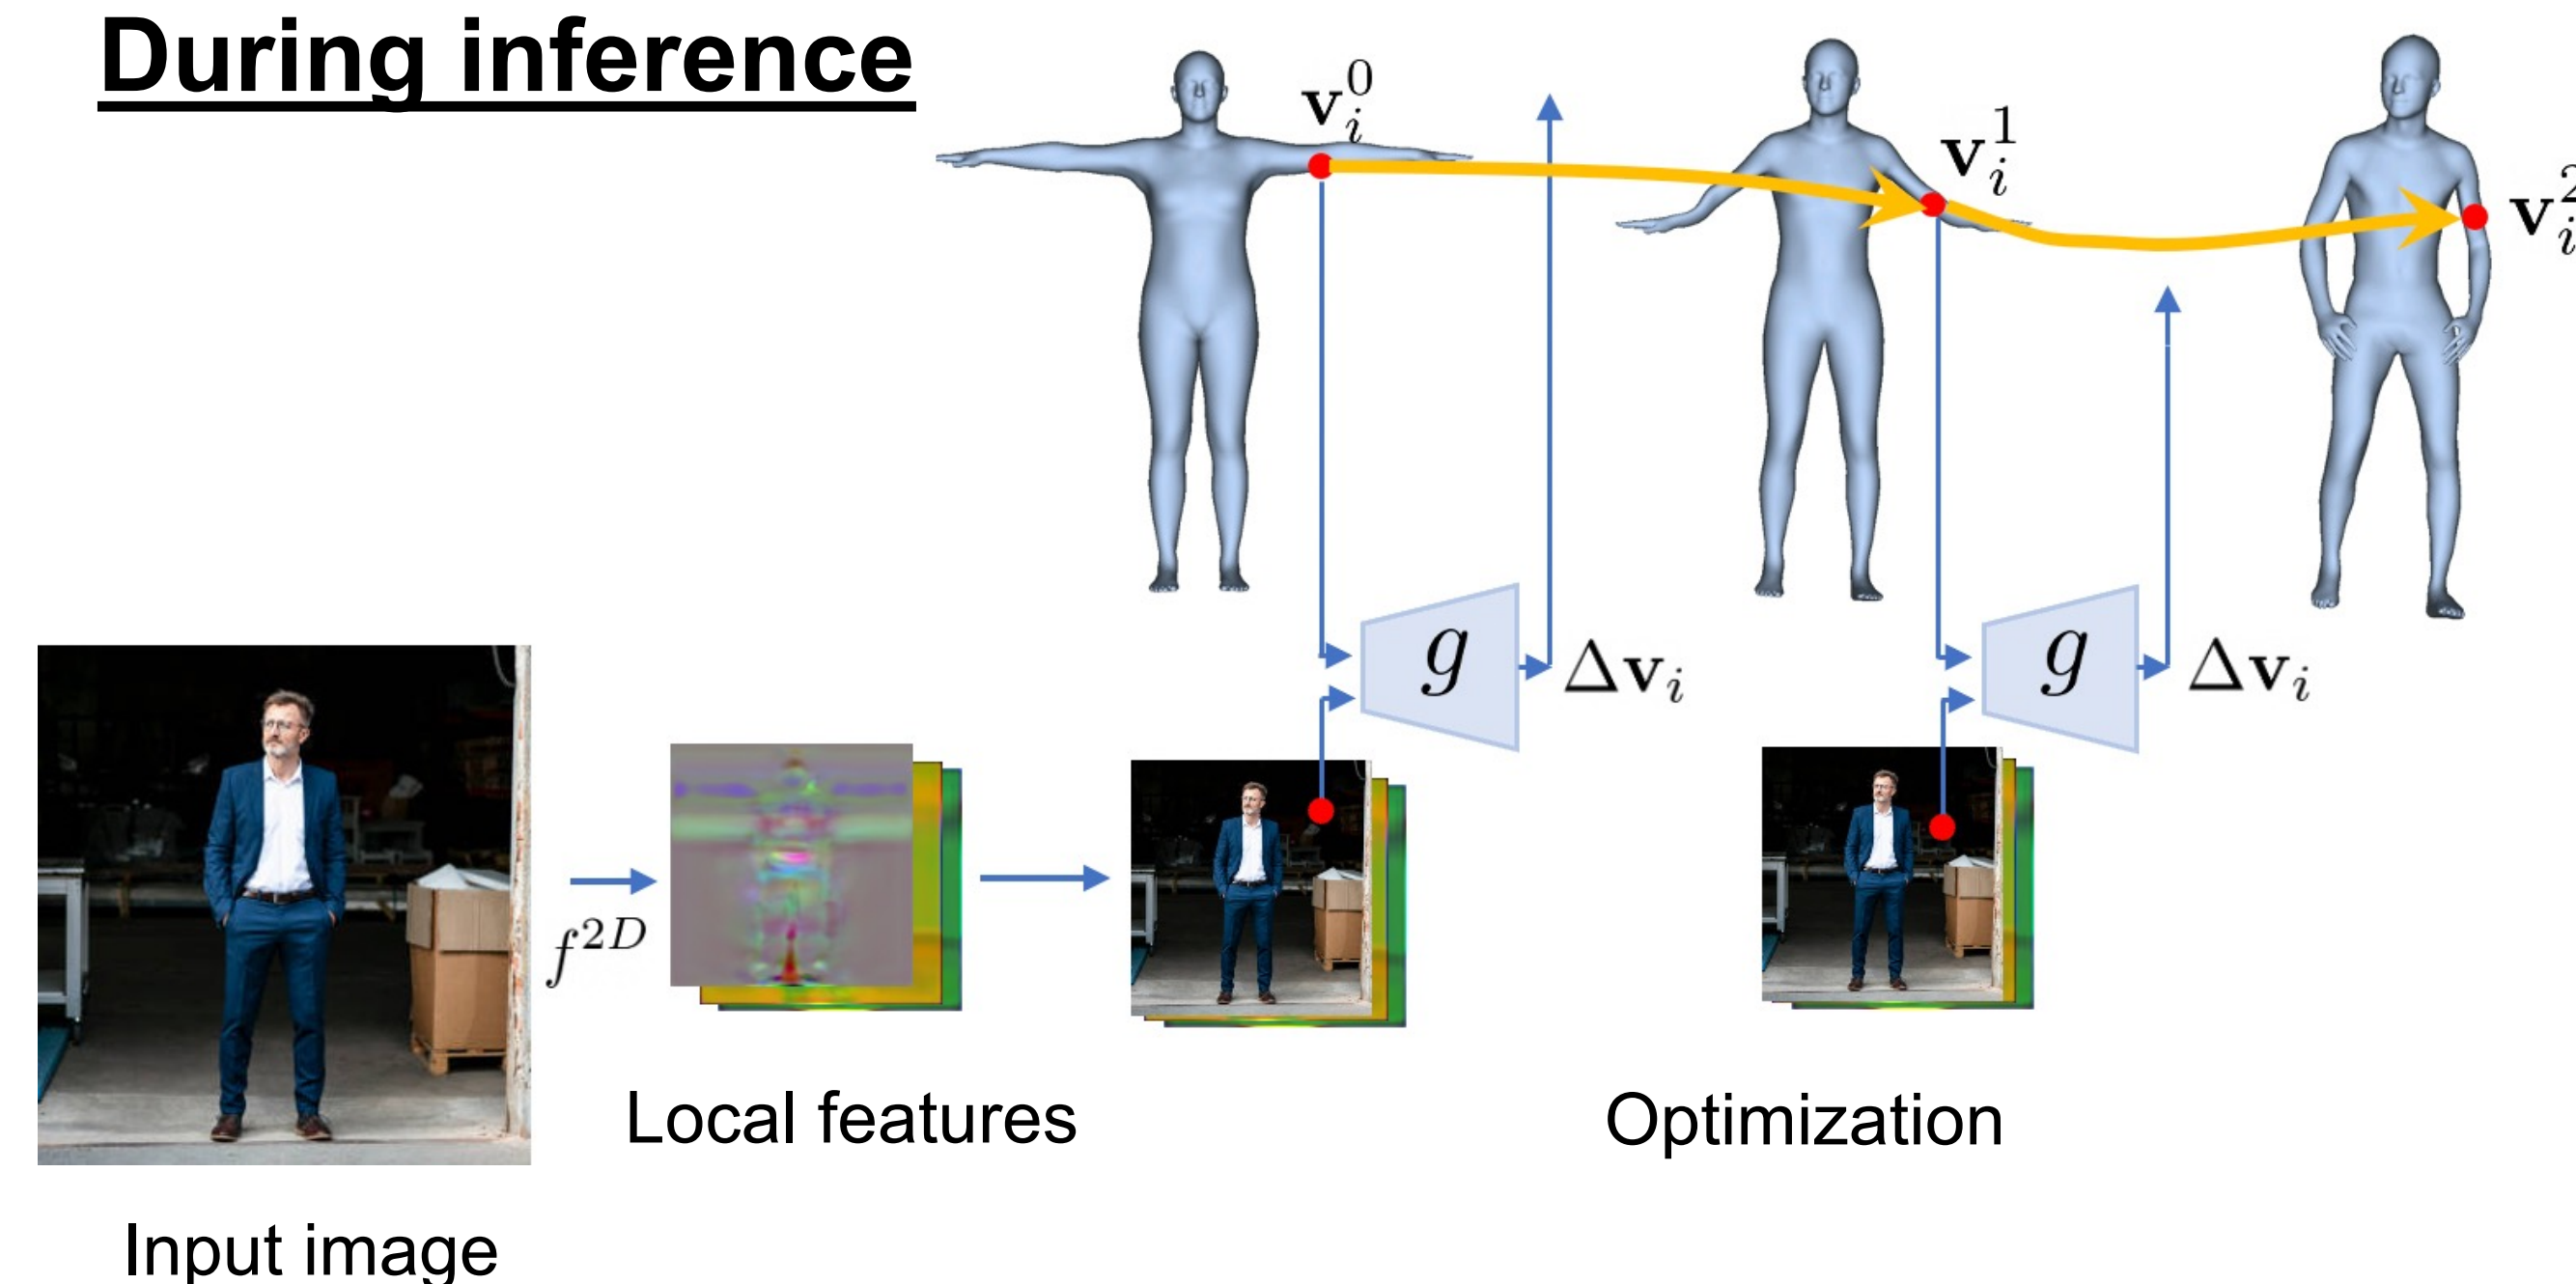 During inference
v_i^0
v_i^1
v_i^2
g
Δv_i
g
Δv_i
f^{2D}
Local features
Optimization
Input image